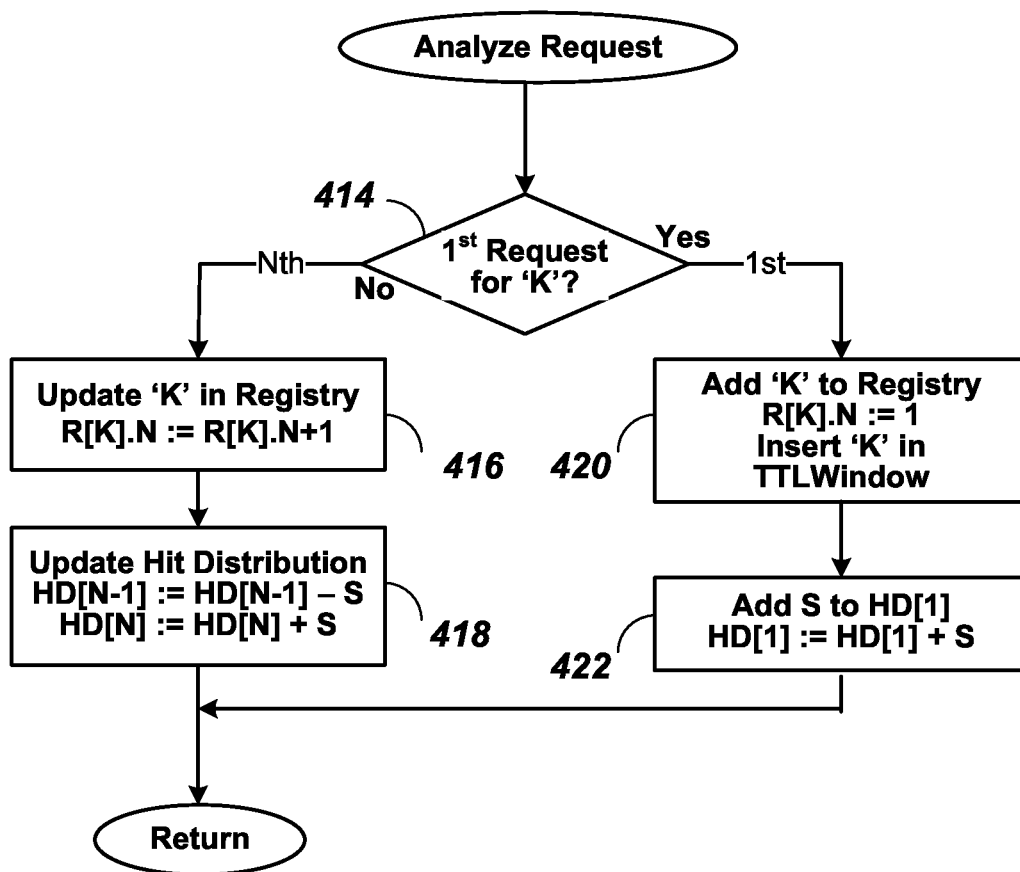 Analyze Request
414
1st Request
for ‘K’?
Yes
No
Nth
1st
Update ‘K’ in Registry
R[K].N := R[K].N+1
416
Add ‘K’ to Registry
R[K].N := 1
Insert ‘K’ in
TTLWindow
420
Update Hit Distribution
HD[N-1] := HD[N-1] – S
HD[N] := HD[N] + S
418
Add S to HD[1]
HD[1] := HD[1] + S
422
Return